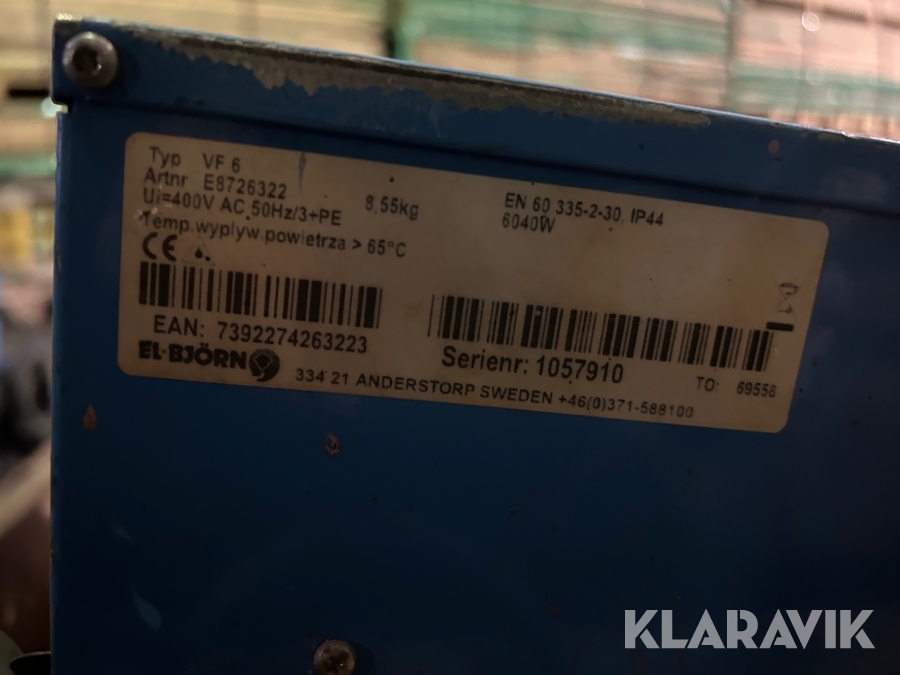 Typ VF 6
Artnr E8726322
Ui=400V AC 50Hz/3+PE 8,55kg
EN 60 335-2-30, IP44
6040W
Temp.wyplyw.powietrza > 65°C
CE
EAN: 7392274263223
Serienr: 1057910
TO: 69558
EL·BJÖRN
334 21 ANDERSTORP SWEDEN +46(0)371-588100
KLARAVIK